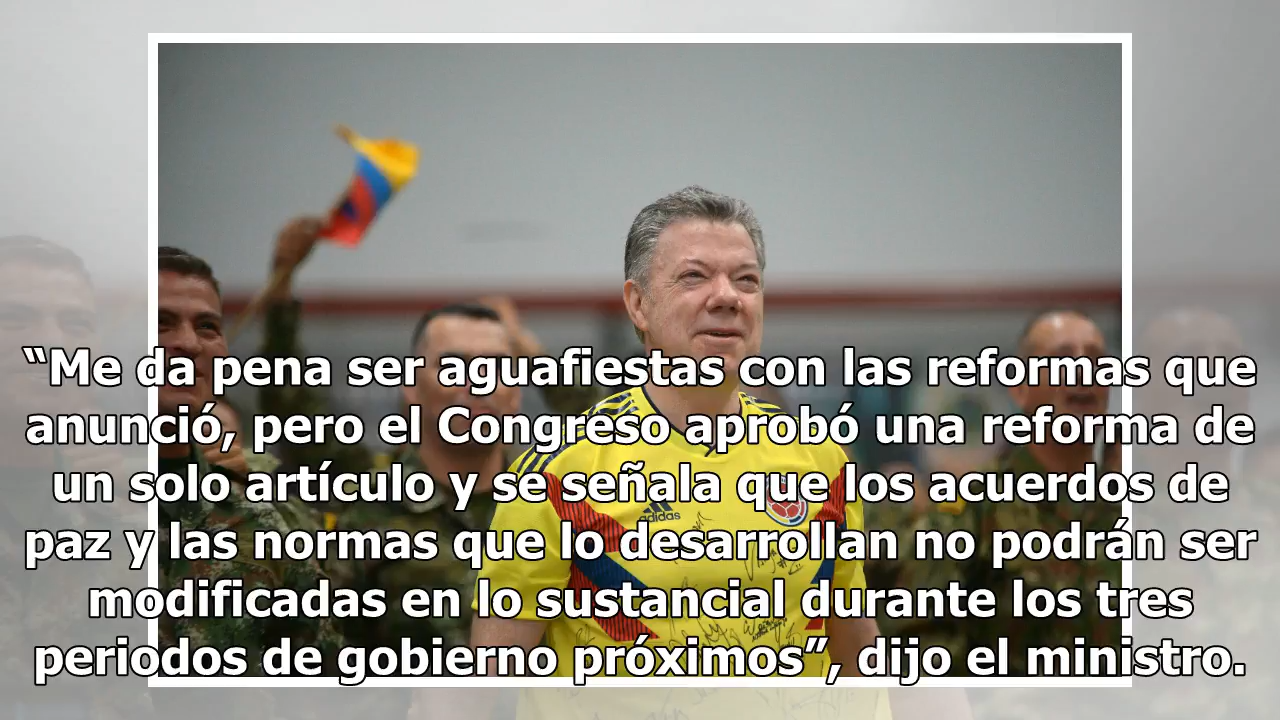 “Me da pena ser aguafiestas con las reformas que
anunció, pero el Congreso aprobó una reforma de
un solo artículo y se señala que los acuerdos de
paz y las normas que lo desarrollan no podrán ser
modificadas en lo sustancial durante los tres
periodos de gobierno próximos”, dijo el ministro.
adidas